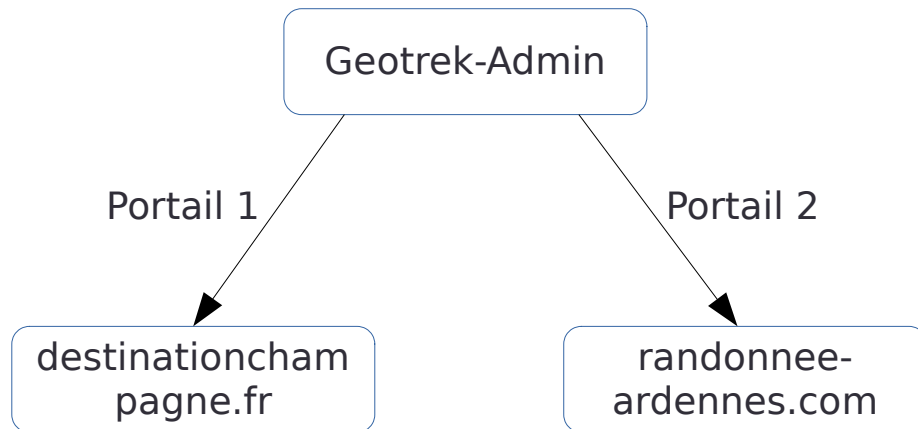 Geotrek-Admin
Portail 1
Portail 2
destinationcham
pagne.fr
randonnee-
ardennes.com